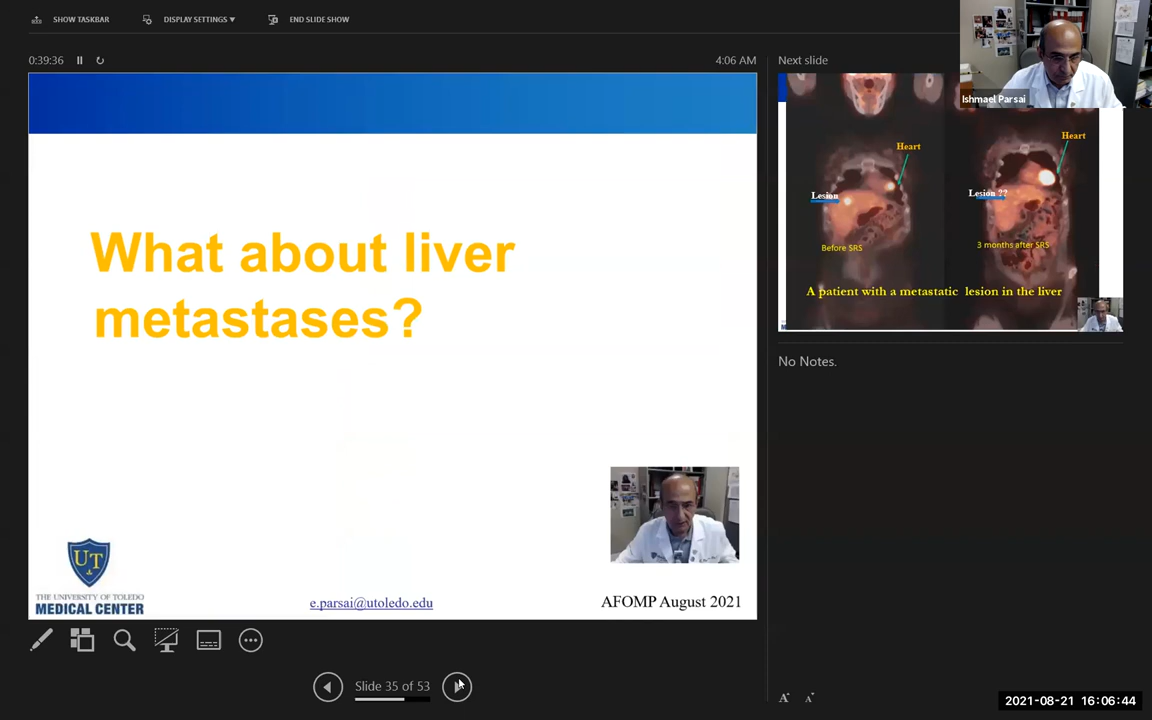 SHOW TASKBAR
DISPLAY SETTINGS ▼
END SLIDE SHOW
0:39:36
4:06 AM
What about liver
metastases?
UT
THE UNIVERSITY OF TOLEDO
MEDICAL CENTER
e.parsai@utoledo.edu
AFOMP August 2021
Slide 35 of 53
Next slide
Ishmael Parsai
Heart
Heart
Lesion
Lesion ??
Before SRS
3 months after SRS
A patient with a metastatic lesion in the liver
No Notes.
A
A
2021-08-21 16:06:44